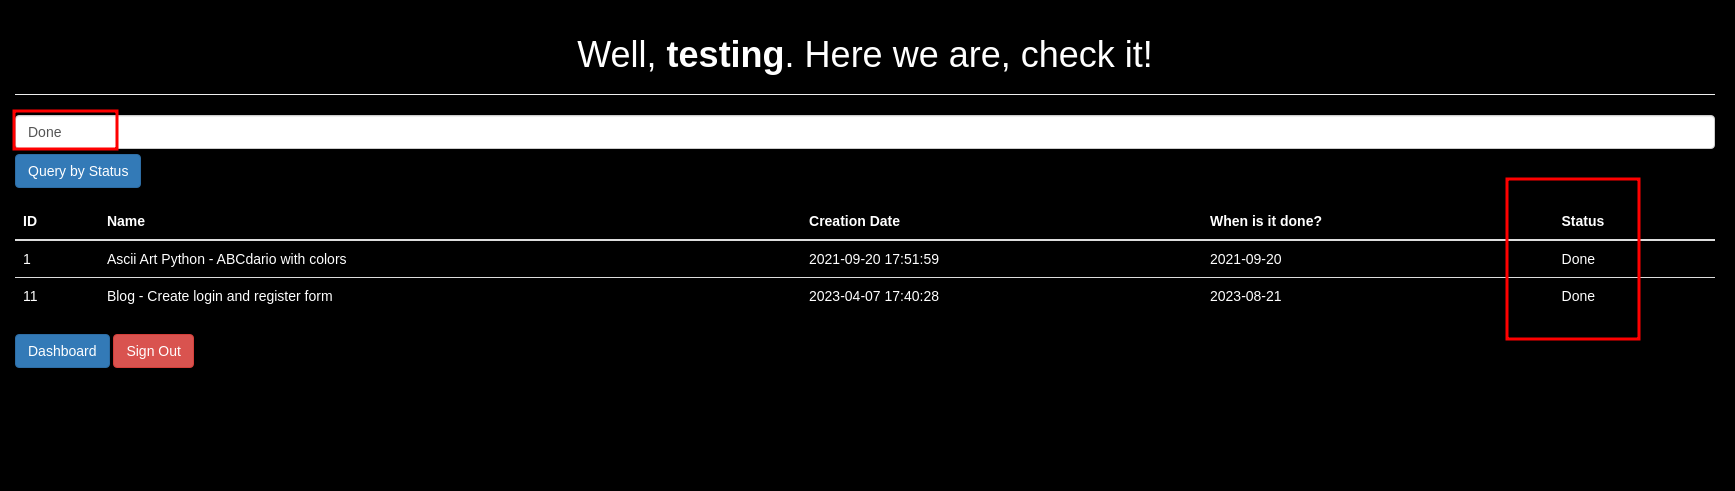 Well, testing. Here we are, check it!
Done
Query by Status
ID Name Creation Date When is it done? Status
1 Ascii Art Python - ABCdario with colors 2021-09-20 17:51:59 2021-09-20 Done
11 Blog - Create login and register form 2023-04-07 17:40:28 2023-08-21 Done
Dashboard Sign Out